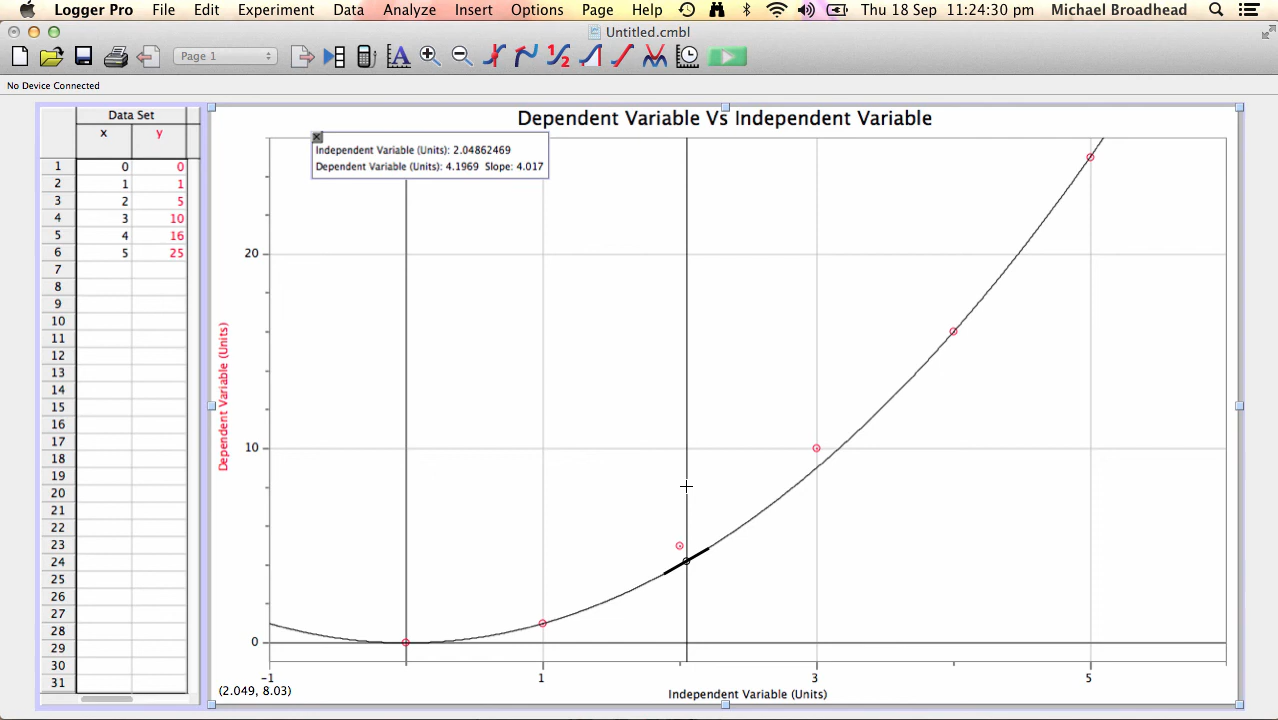 Logger Pro File Edit Experiment Data Analyze Insert Options Page Help Thu 18 Sep 11:24:30 pm Michael Broadhead
Untitled.cmbl
Page 1
No Device Connected
Data Set
x y
1 0 0
2 1 1
3 2 5
4 3 10
5 4 16
6 5 25
7
8
9
10
11
12
13
14
15
16
17
18
19
20
21
22
23
24
25
26
27
28
29
30
31
Dependent Variable Vs Independent Variable
Independent Variable (Units): 2.04862469
Dependent Variable (Units): 4.1969 Slope: 4.017
Dependent Variable (Units)
20
10
0
-1 1 3 5
(2.049, 8.03)
Independent Variable (Units)